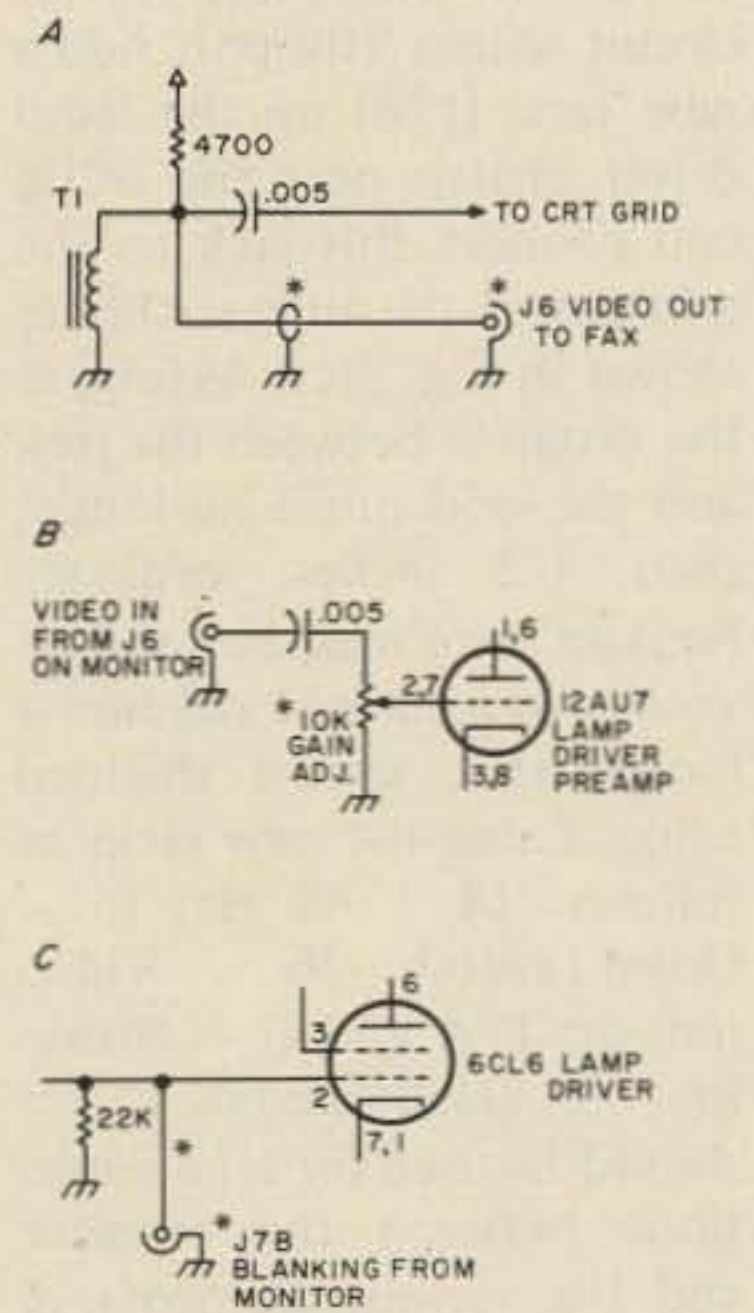 A
4700
T1
.005
TO CRT GRID
*
*
J6 VIDEO OUT
TO FAX
B
VIDEO IN
FROM J6
ON MONITOR
.005
1,6
2,7
* 10K
GAIN
ADJ.
12AU7
LAMP
DRIVER
PREAMP
3,8
C
6
3
6CL6 LAMP
DRIVER
2
22K
7,1
*
* J7B
BLANKING FROM
MONITOR